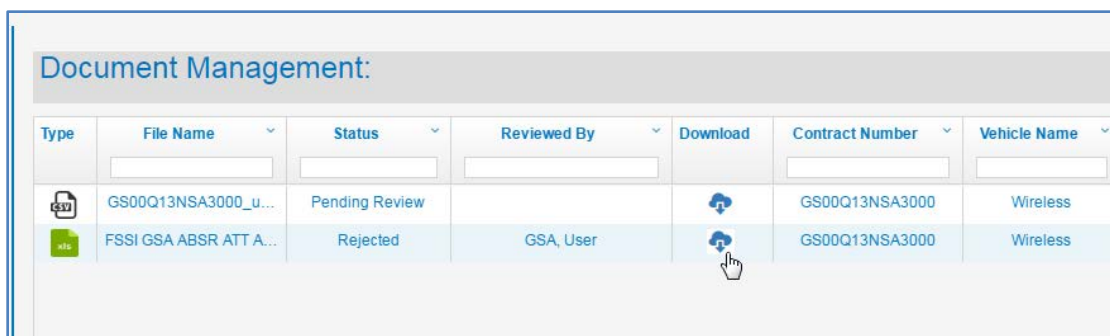 Document Management:
Type File Name Status Reviewed By Download Contract Number Vehicle Name
CSV GS00Q13NSA3000_u... Pending Review GS00Q13NSA3000 Wireless
xls FSSI GSA ABSR ATT A... Rejected GSA, User GS00Q13NSA3000 Wireless